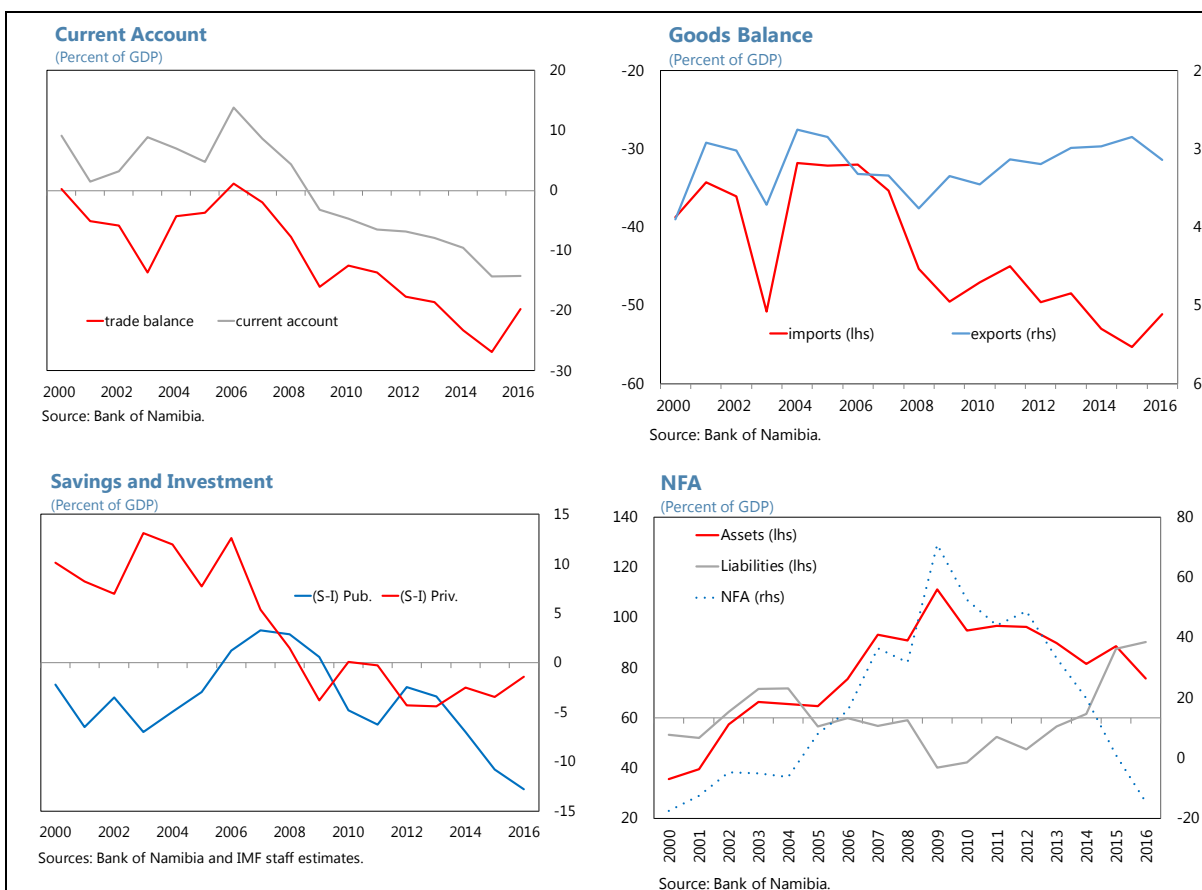 Current Account
(Percent of GDP)
20
10
0
-10
-20
-30
trade balance
current account
2000 2002 2004 2006 2008 2010 2012 2014 2016
Source: Bank of Namibia.
Goods Balance
(Percent of GDP)
-20
-30
-40
-50
-60
2
3
4
5
6
imports (lhs)
exports (rhs)
2000 2002 2004 2006 2008 2010 2012 2014 2016
Source: Bank of Namibia.
Savings and Investment
(Percent of GDP)
15
10
5
0
-5
-10
-15
(S-I) Pub.
(S-I) Priv.
2000 2002 2004 2006 2008 2010 2012 2014 2016
Sources: Bank of Namibia and IMF staff estimates.
NFA
(Percent of GDP)
140
120
100
80
60
40
20
80
60
40
20
0
-20
Assets (lhs)
Liabilities (lhs)
NFA (rhs)
2000 2001 2002 2003 2004 2005 2006 2007 2008 2009 2010 2011 2012 2013 2014 2015 2016
Source: Bank of Namibia.